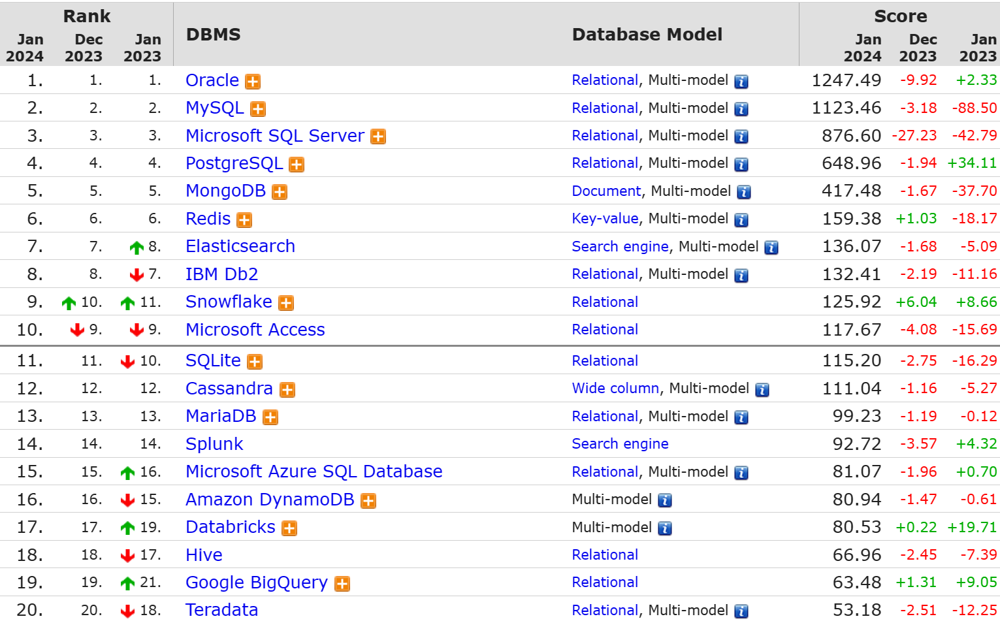 Rank DBMS Database Model Score
Jan 2024 Dec 2023 Jan 2023 Jan 2024 Dec 2023 Jan 2023
1. 1. 1. Oracle Relational, Multi-model 1247.49 -9.92 +2.33
2. 2. 2. MySQL Relational, Multi-model 1123.46 -3.18 -88.50
3. 3. 3. Microsoft SQL Server Relational, Multi-model 876.60 -27.23 -42.79
4. 4. 4. PostgreSQL Relational, Multi-model 648.96 -1.94 +34.11
5. 5. 5. MongoDB Document, Multi-model 417.48 -1.67 -37.70
6. 6. 6. Redis Key-value, Multi-model 159.38 +1.03 -18.17
7. 7. 8. Elasticsearch Search engine, Multi-model 136.07 -1.68 -5.09
8. 8. 7. IBM Db2 Relational, Multi-model 132.41 -2.19 -11.16
9. 10. 11. Snowflake Relational 125.92 +6.04 +8.66
10. 9. 9. Microsoft Access Relational 117.67 -4.08 -15.69
11. 11. 10. SQLite Relational 115.20 -2.75 -16.29
12. 12. 12. Cassandra Wide column, Multi-model 111.04 -1.16 -5.27
13. 13. 13. MariaDB Relational, Multi-model 99.23 -1.19 -0.12
14. 14. 14. Splunk Search engine 92.72 -3.57 +4.32
15. 15. 16. Microsoft Azure SQL Database Relational, Multi-model 81.07 -1.96 +0.70
16. 16. 15. Amazon DynamoDB Multi-model 80.94 -1.47 -0.61
17. 17. 19. Databricks Multi-model 80.53 +0.22 +19.71
18. 18. 17. Hive Relational 66.96 -2.45 -7.39
19. 19. 21. Google BigQuery Relational 63.48 +1.31 +9.05
20. 20. 18. Teradata Relational, Multi-model 53.18 -2.51 -12.25